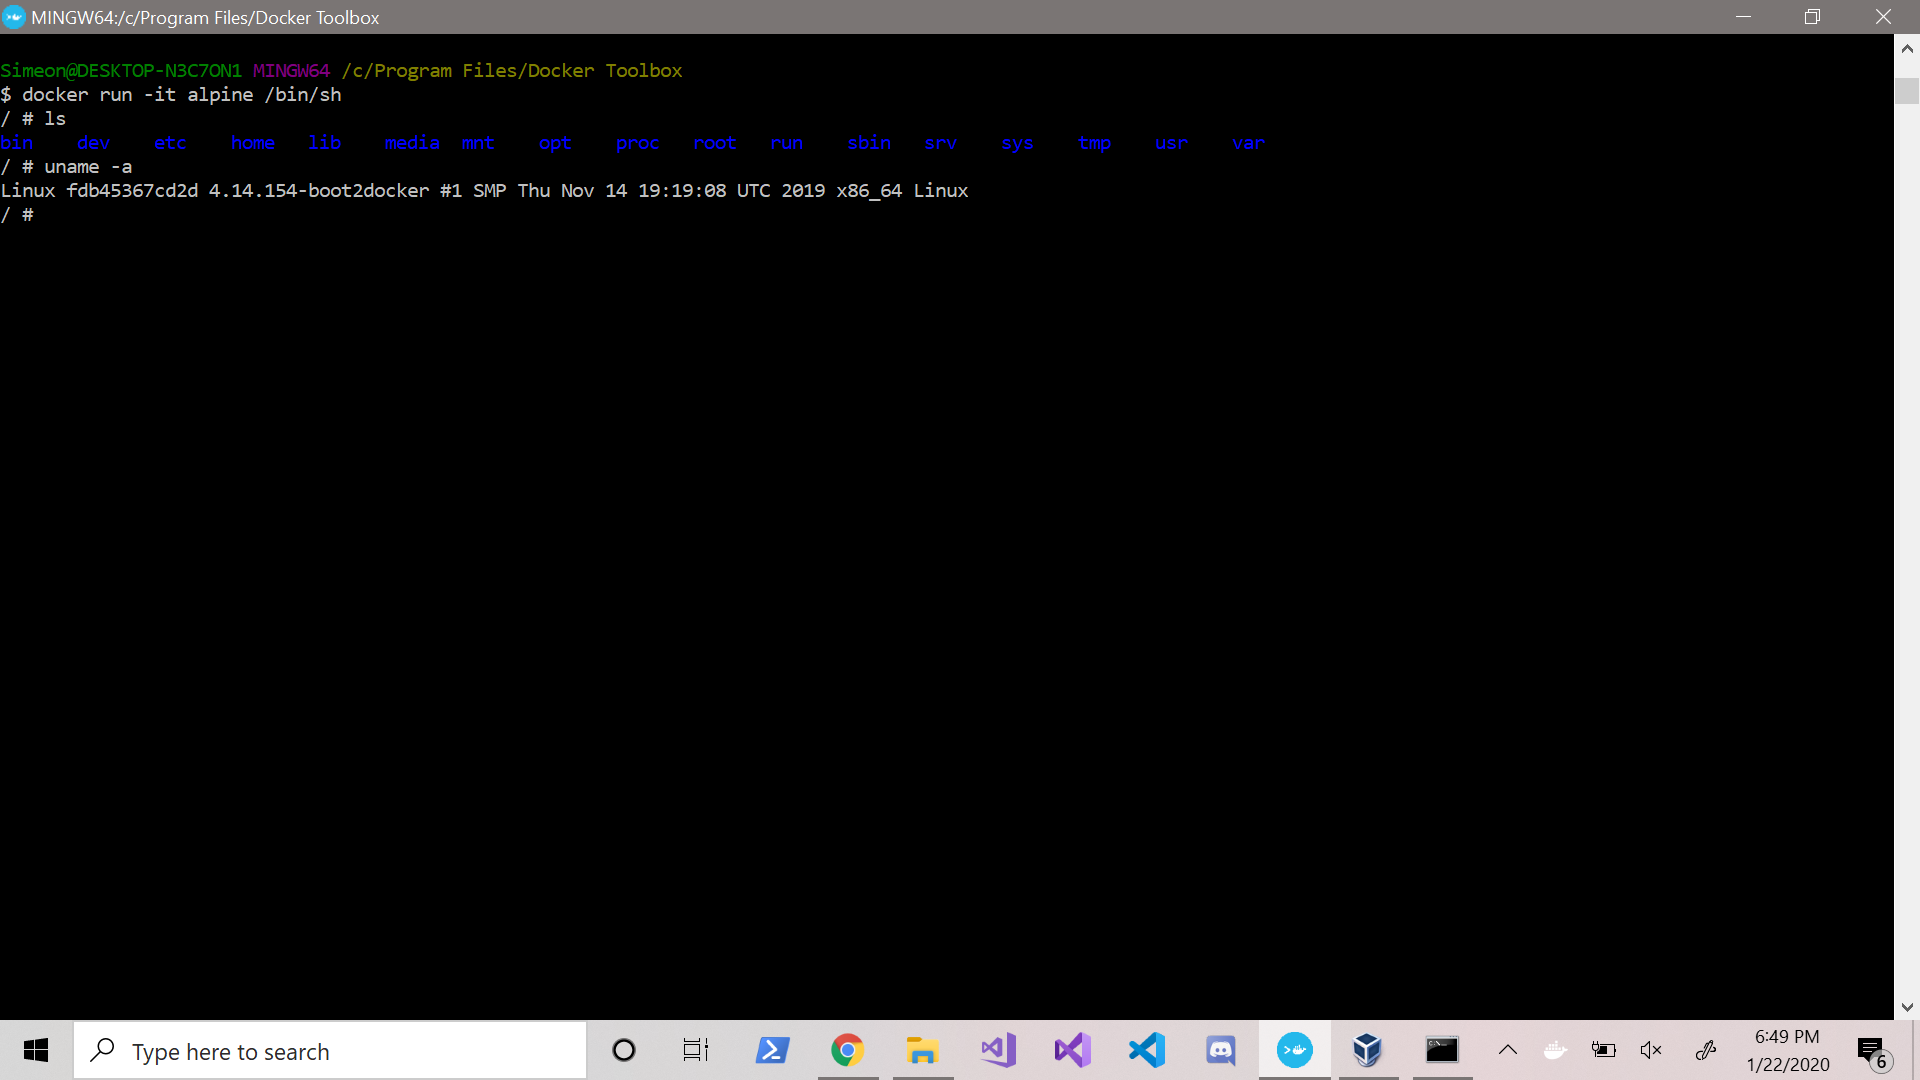 MINGW64:/c/Program Files/Docker Toolbox
Simeon@DESKTOP-N3C7ON1 MINGW64 /c/Program Files/Docker Toolbox
$ docker run -it alpine /bin/sh
/ # ls
bin dev etc home lib media mnt opt proc root run sbin srv sys tmp usr var
/ # uname -a
Linux fdb45367cd2d 4.14.154-boot2docker #1 SMP Thu Nov 14 19:19:08 UTC 2019 x86_64 Linux
/ #
Type here to search
6:49 PM
1/22/2020
6